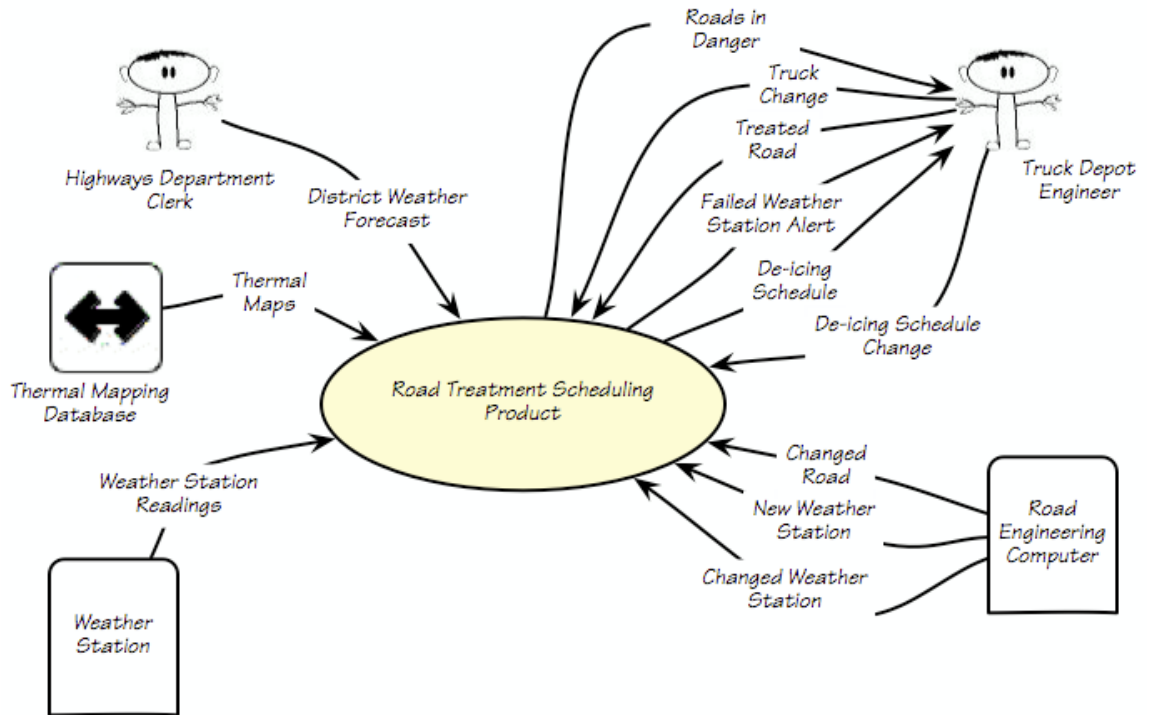 Roads in
Danger
Truck
Change
Treated
Road
Highways Department
Clerk
District Weather
Forecast
Failed Weather
Station Alert
Truck Depot
Engineer
Thermal
Maps
De-icing
Schedule
De-icing Schedule
Change
Thermal Mapping
Database
Road Treatment Scheduling
Product
Weather Station
Readings
Changed
Road
New Weather
Station
Changed Weather
Station
Road
Engineering
Computer
Weather
Station